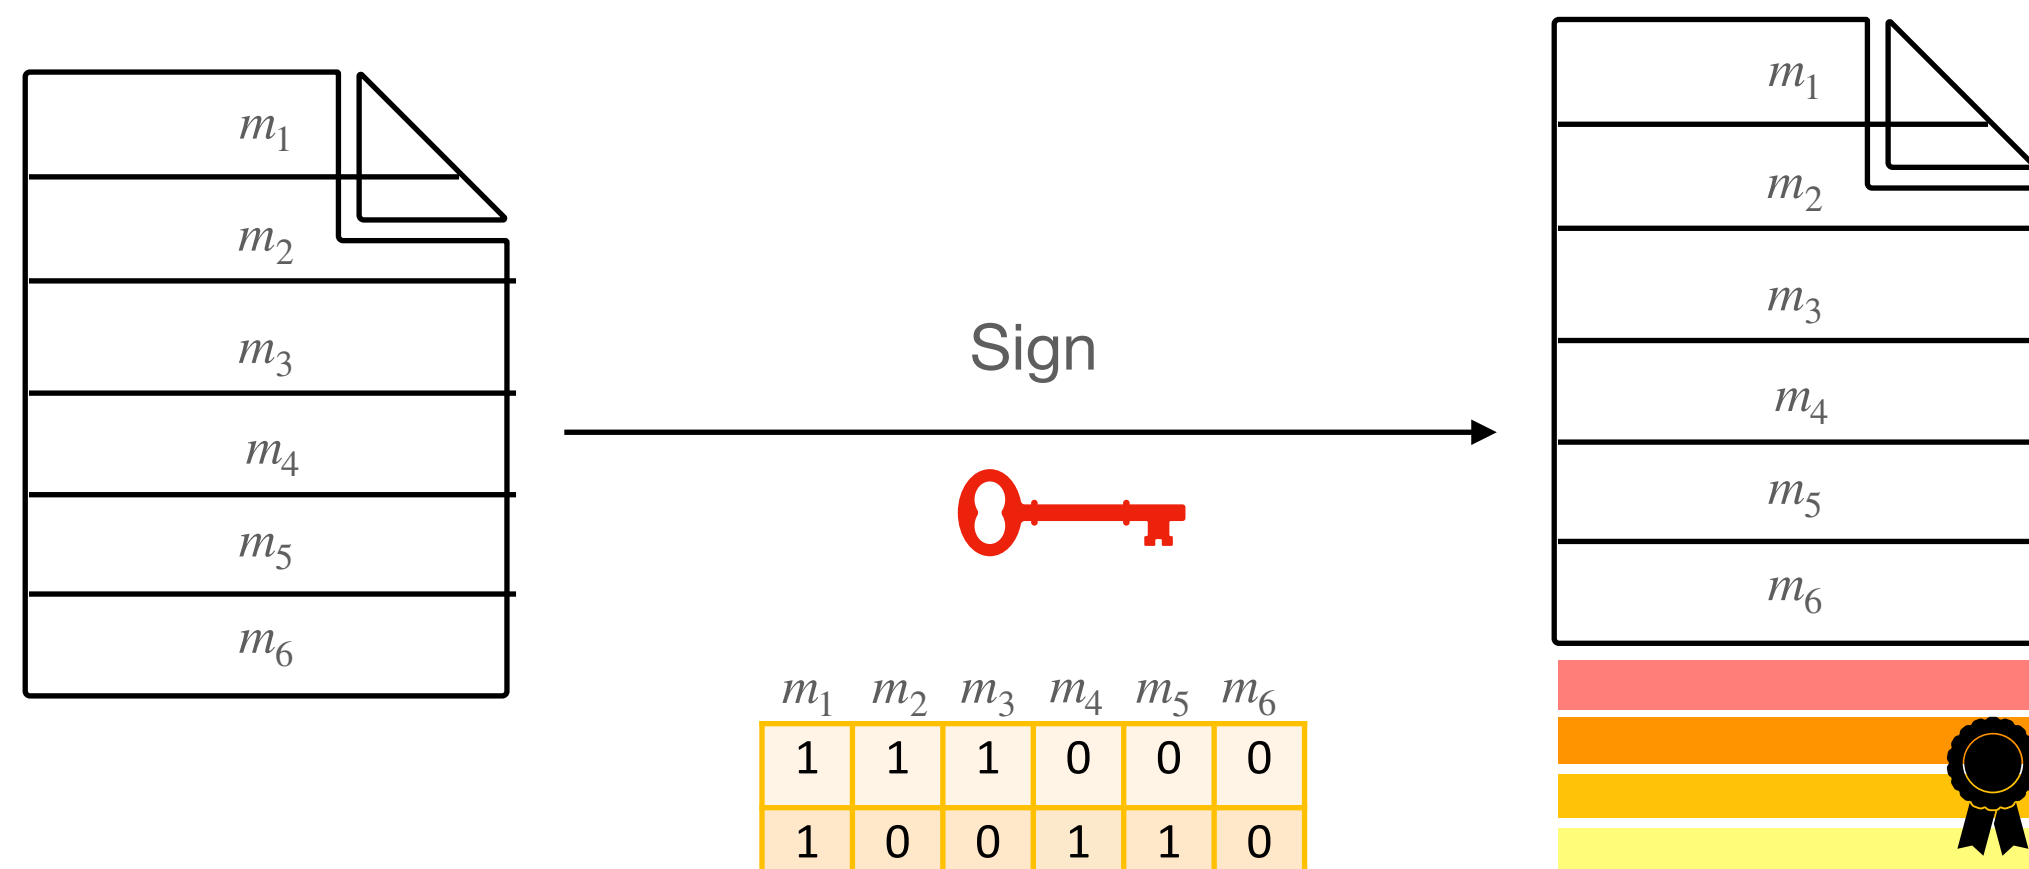 m₁
m₂
m₃
m₄
m₅
m₆
Sign
m₁ m₂ m₃ m₄ m₅ m₆
1 1 1 0 0 0
1 0 0 1 1 0
m₁
m₂
m₃
m₄
m₅
m₆